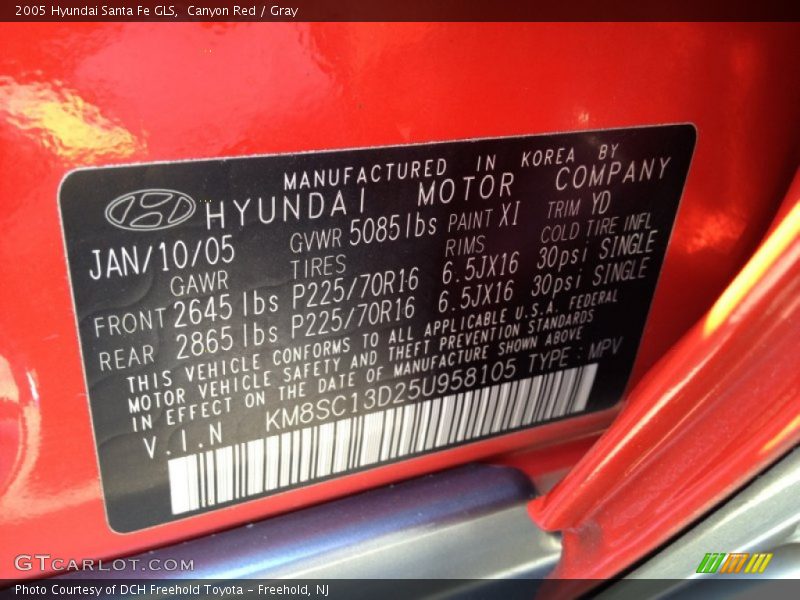 2005 Hyundai Santa Fe GLS,  Canyon Red / Gray
MANUFACTURED IN KOREA BY
HYUNDAI MOTOR COMPANY
JAN/10/05 GVWR 5085lbs PAINT XI TRIM YD
GAWR TIRES RIMS COLD TIRE INFL
FRONT 2645 lbs P225/70R16 6.5JX16 30psi SINGLE
REAR 2865 lbs P225/70R16 6.5JX16 30psi SINGLE
THIS VEHICLE CONFORMS TO ALL APPLICABLE U.S.A. FEDERAL
MOTOR VEHICLE SAFETY AND THEFT PREVENTION STANDARDS
IN EFFECT ON THE DATE OF MANUFACTURE SHOWN ABOVE
V.I.N KM8SC13D25U958105 TYPE : MPV
GTCARLOT.COM
Photo Courtesy of DCH Freehold Toyota - Freehold, NJ